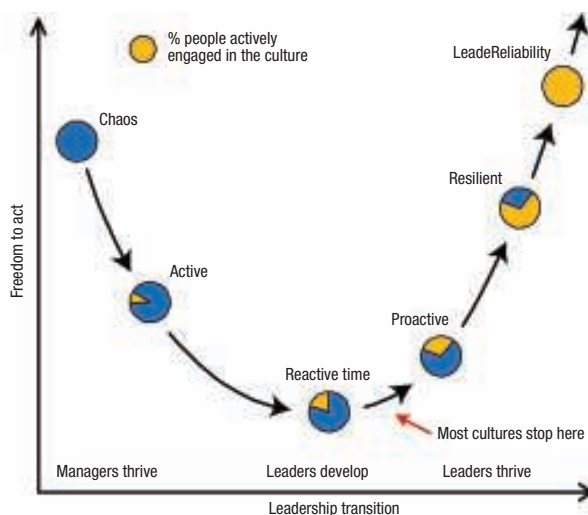 % people actively
engaged in the culture
LeadeReliability
Chaos
Resilient
Active
Proactive
Reactive time
Most cultures stop here
Managers thrive
Leaders develop
Leaders thrive
Freedom to act
Leadership transition